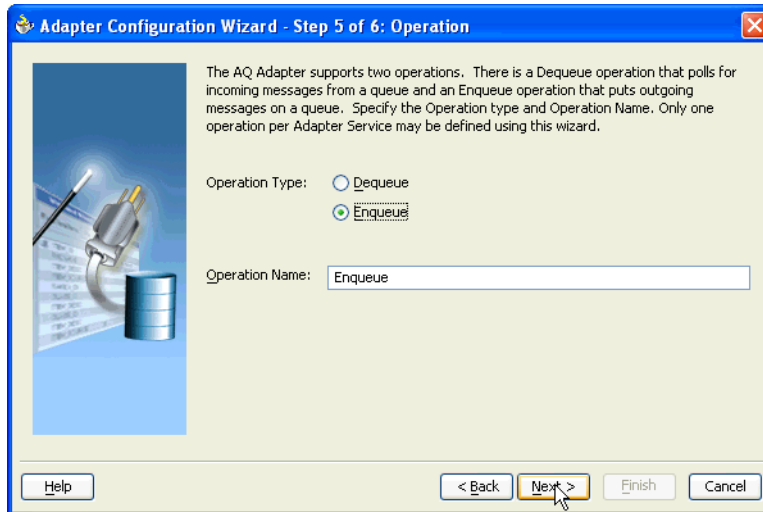 Adapter Configuration Wizard - Step 5 of 6: Operation
The AQ Adapter supports two operations. There is a Dequeue operation that polls for
incoming messages from a queue and an Enqueue operation that puts outgoing
messages on a queue. Specify the Operation type and Operation Name. Only one
operation per Adapter Service may be defined using this wizard.
Operation Type: Dequeue
Enqueue
Operation Name: Enqueue
Help < Back Next > Finish Cancel